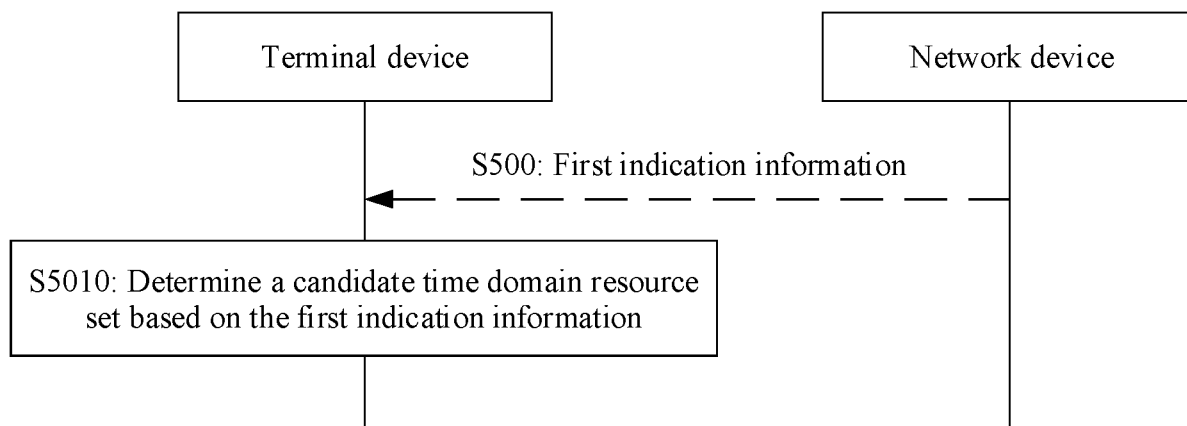 Terminal device
Network device
S500: First indication information
S5010: Determine a candidate time domain resource
set based on the first indication information